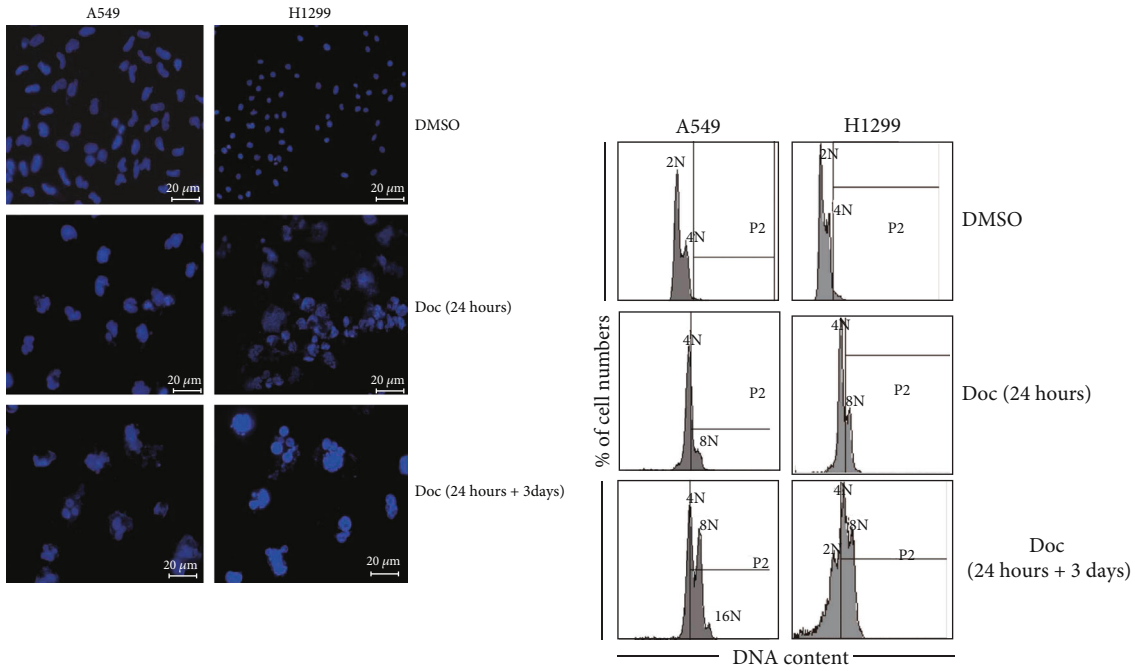 A549
H1299
DMSO
20 µm
20 µm
Doc (24 hours)
20 µm
20 µm
Doc (24 hours + 3days)
20 µm
20 µm
A549
H1299
% of cell numbers
2N
4N
P2
2N
4N
P2
DMSO
4N
8N
P2
4N
8N
P2
Doc (24 hours)
4N
8N
16N
P2
2N
4N
8N
P2
Doc
(24 hours + 3 days)
DNA content